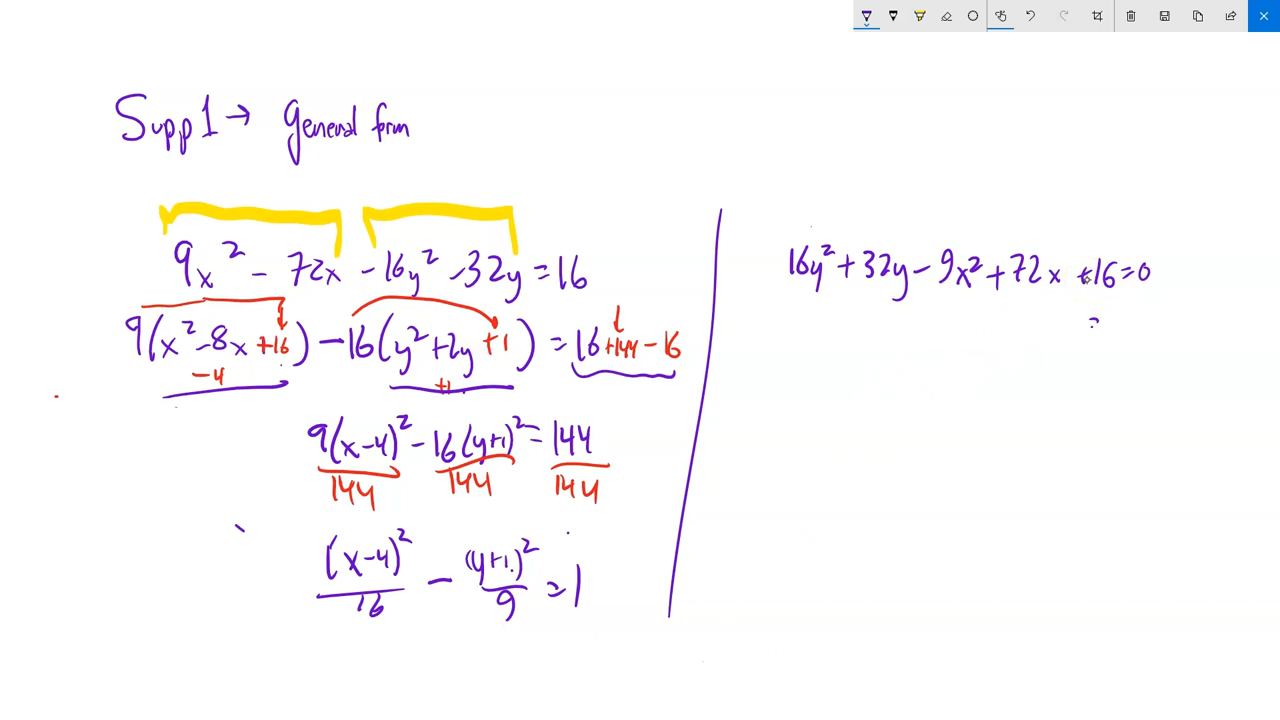 Supp1 → general form
9x² - 72x - 16y² - 32y = 16
9(x² - 8x + 16) - 16(y² + 2y + 1) = 16 + 144 - 16
-4 +1
9(x-4)² - 16(y+1)² = 144
144 144 144
(x-4)²/16 - (y+1)²/9 = 1
16y² + 32y - 9x² + 72x +16 = 0